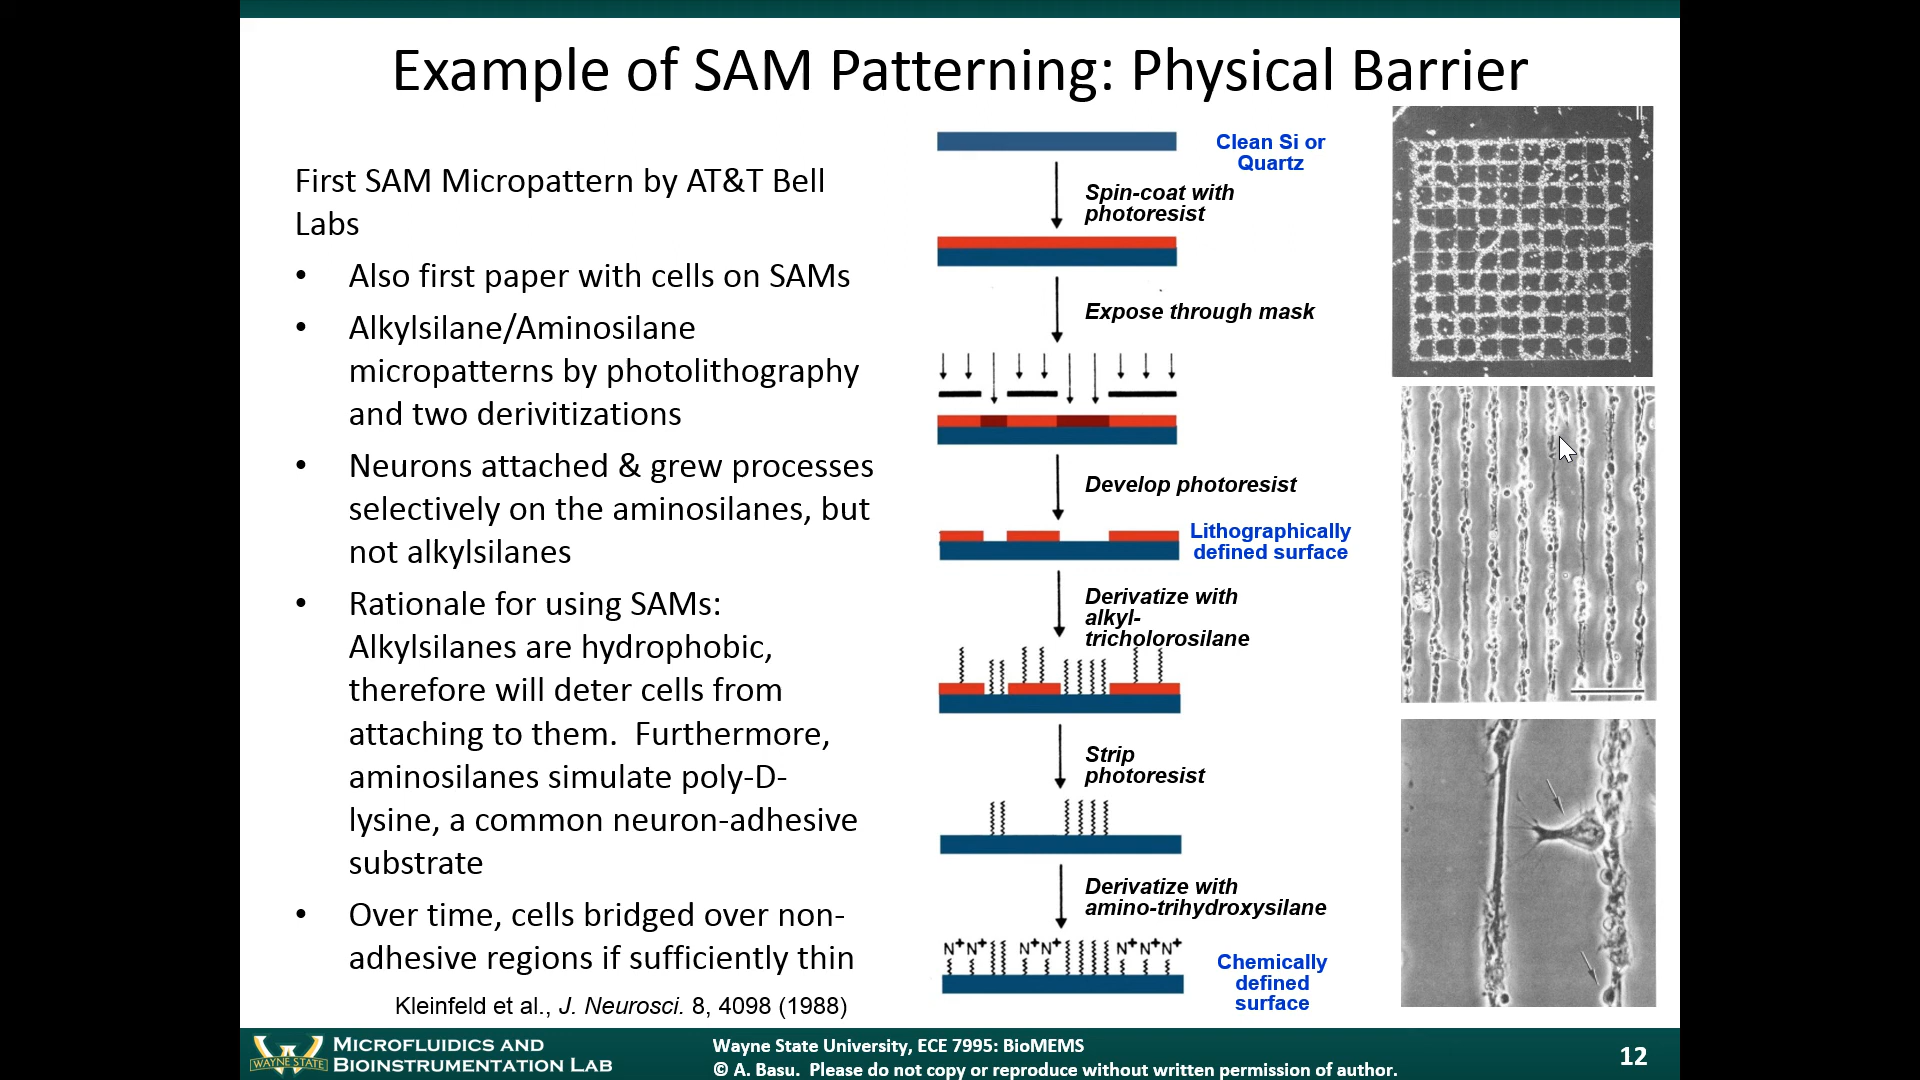 Example of SAM Patterning: Physical Barrier
First SAM Micropattern by AT&T Bell
Labs
• Also first paper with cells on SAMs
• Alkylsilane/Aminosilane
micropatterns by photolithography
and two derivitizations
• Neurons attached & grew processes
selectively on the aminosilanes, but
not alkylsilanes
• Rationale for using SAMs:
Alkylsilanes are hydrophobic,
therefore will deter cells from
attaching to them.  Furthermore,
aminosilanes simulate poly-D-
lysine, a common neuron-adhesive
substrate
• Over time, cells bridged over non-
adhesive regions if sufficiently thin
Kleinfeld et al., J. Neurosci. 8, 4098 (1988)
Clean Si or
Quartz
Spin-coat with
photoresist
Expose through mask
Develop photoresist
Lithographically
defined surface
Derivatize with
alkyl-
tricholorosilane
Strip
photoresist
Derivatize with
amino-trihydroxysilane
N+ N+ N+ N+ N+ N+ N+
Chemically
defined
surface
WAYNE STATE
MICROFLUIDICS AND
BIOINSTRUMENTATION LAB
Wayne State University, ECE 7995: BioMEMS
© A. Basu.  Please do not copy or reproduce without written permission of author.
12